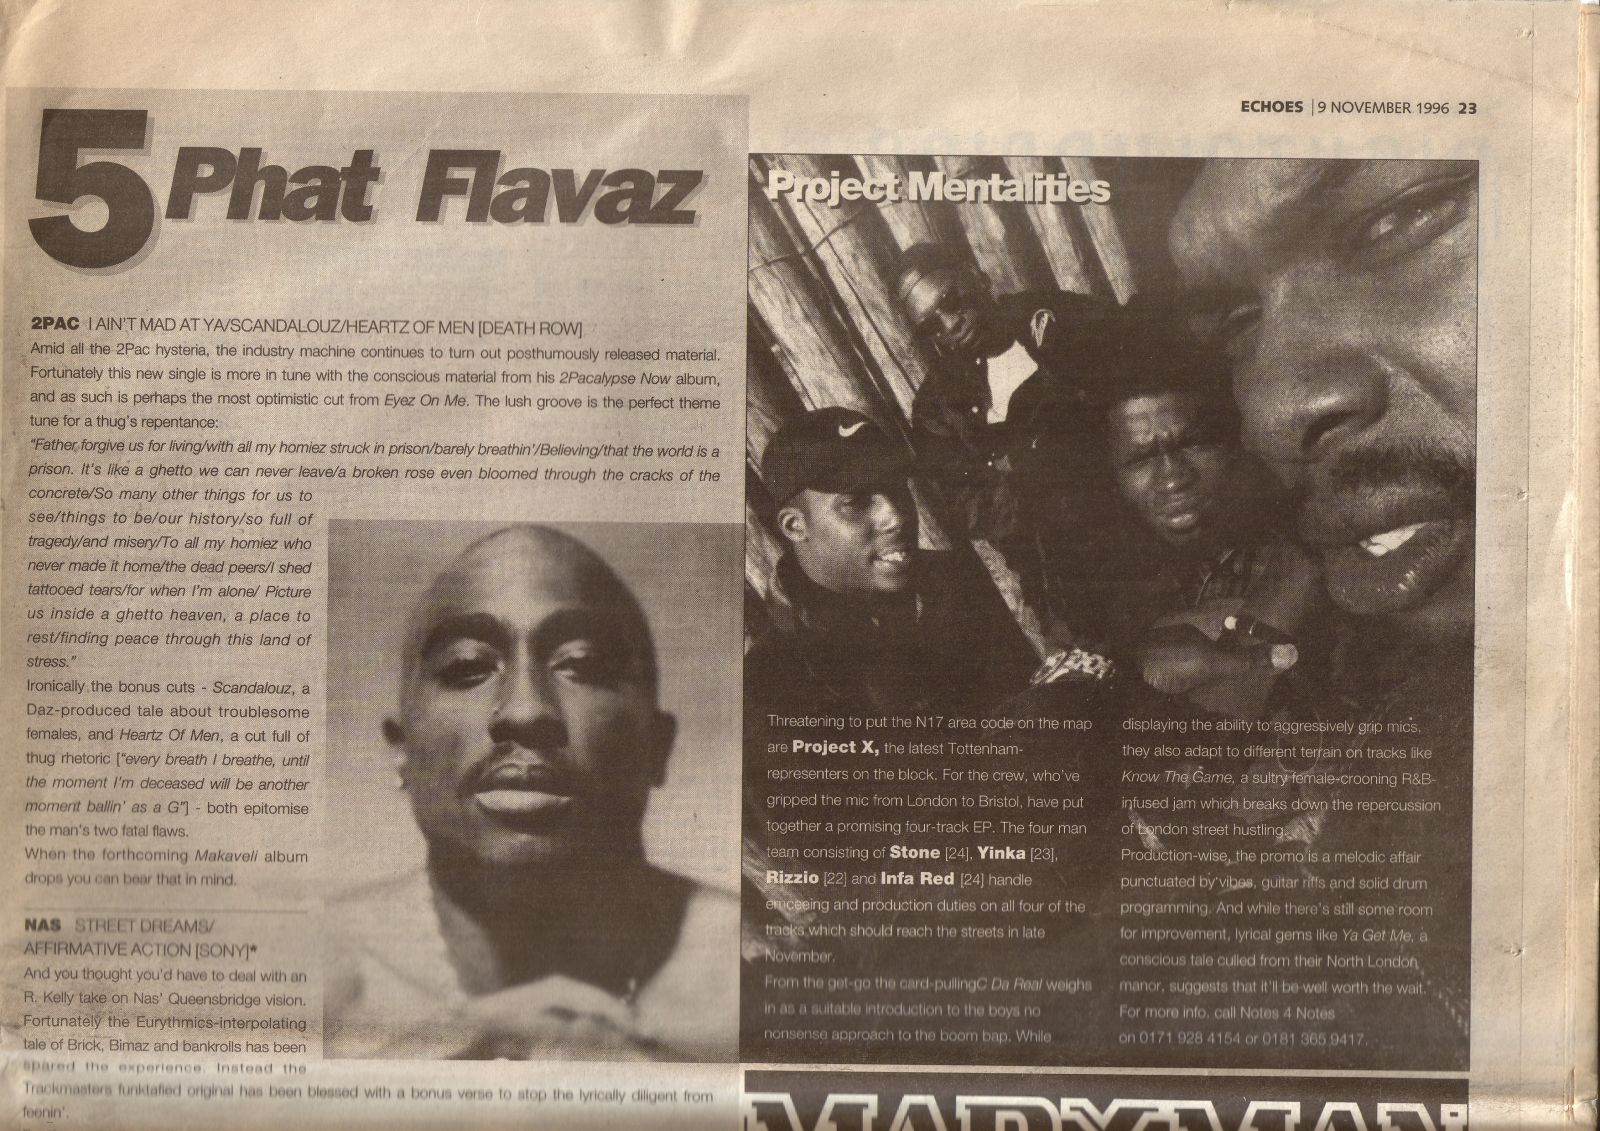 ECHOES | 9 NOVEMBER 1996 23
5 Phat Flavaz
2PAC I AIN'T MAD AT YA/SCANDALOUZ/HEARTZ OF MEN [DEATH ROW]
Amid all the 2Pac hysteria, the industry machine continues to turn out posthumously released material.
Fortunately this new single is more in tune with the conscious material from his 2Pacalypse Now album,
and as such is perhaps the most optimistic cut from Eyez On Me. The lush groove is the perfect theme
tune for a thug's repentance:
"Father forgive us for living/with all my homiez struck in prison/barely breathin'/Believing/that the world is a
prison. It's like a ghetto we can never leave/a broken rose even bloomed through the cracks of the
concrete/So many other things for us to
see/things to be/our history/so full of
tragedy/and misery/To all my homiez who
never made it home/the dead peers/I shed
tattooed tears/for when I'm alone/ Picture
us inside a ghetto heaven, a place to
rest/finding peace through this land of
stress."
Ironically the bonus cuts - Scandalouz, a
Daz-produced tale about troublesome
females, and Heartz Of Men, a cut full of
thug rhetoric ["every breath I breathe, until
the moment I'm deceased will be another
moment ballin' as a G"] - both epitomise
the man's two fatal flaws.
When the forthcoming Makaveli album
drops you can bear that in mind.
NAS STREET DREAMS/
AFFIRMATIVE ACTION [SONY]*
And you thought you'd have to deal with an
R. Kelly take on Nas' Queensbridge vision.
Fortunately the Eurythmics-interpolating
tale of Brick, Bimaz and bankrolls has been
spared the experience. Instead the
Trackmasters funktafied original has been blessed with a bonus verse to stop the lyrically diligent from
feenin'.
Project Mentalities
Threatening to put the N17 area code on the map
are Project X, the latest Tottenham-
representers on the block. For the crew, who've
gripped the mic from London to Bristol, have put
together a promising four-track EP. The four man
team consisting of Stone [24], Yinka [23],
Rizzio [22] and Infa Red [24] handle
emceeing and production duties on all four of the
tracks which should reach the streets in late
November.
From the get-go the card-pullingC Da Real weighs
in as a suitable introduction to the boys no
nonsense approach to the boom bap. While
displaying the ability to aggressively grip mics,
they also adapt to different terrain on tracks like
Know The Game, a sultry female-crooning R&B-
infused jam which breaks down the repercussion
of London street hustling.
Production-wise, the promo is a melodic affair
punctuated by vibes, guitar riffs and solid drum
programming. And while there's still some room
for improvement, lyrical gems like Ya Get Me, a
conscious tale culled from their North London
manor, suggests that it'll be well worth the wait.
For more info. call Notes 4 Notes
on 0171 928 4154 or 0181 365 9417.